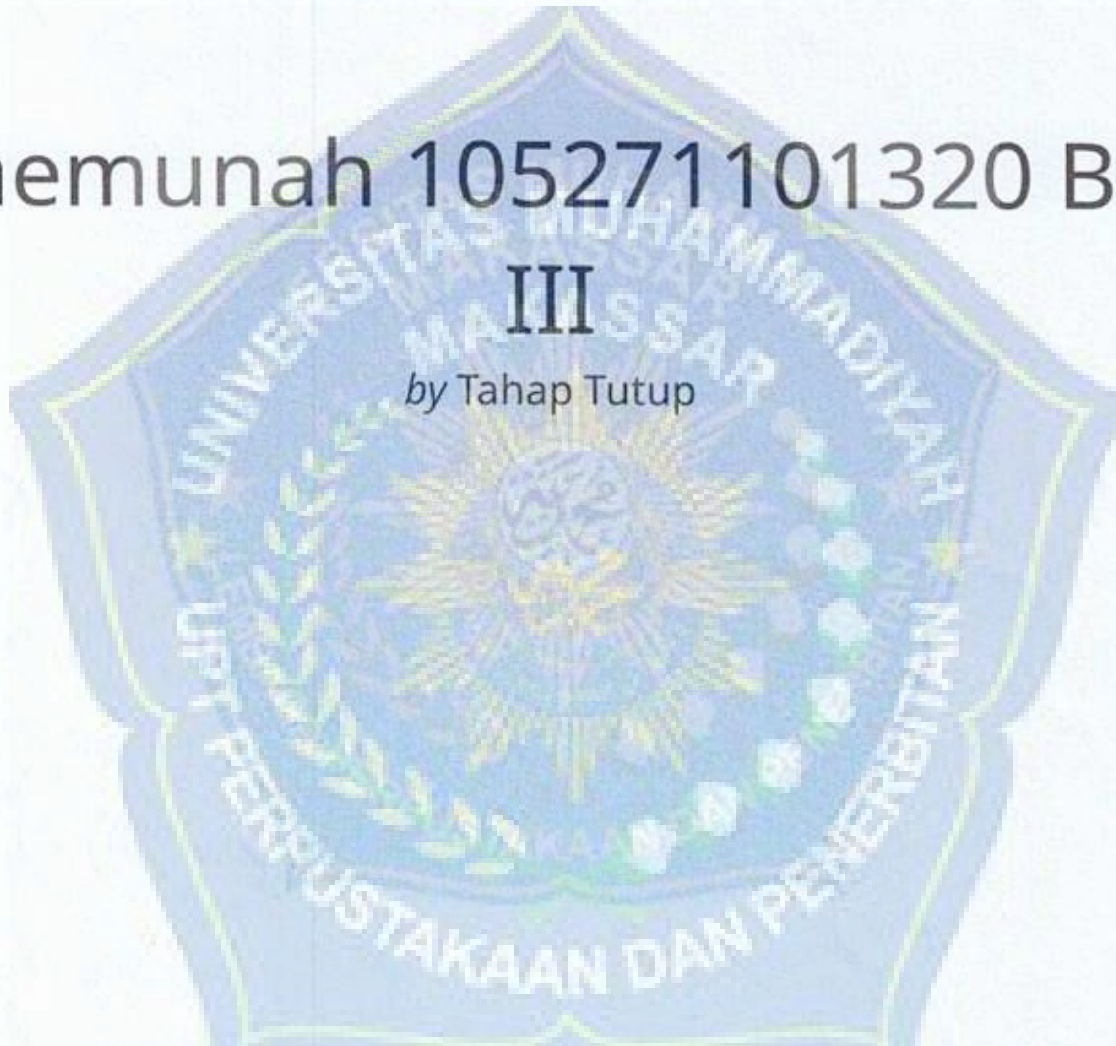 emunah 105271101320 B
III
by Tahap Tutup
UNIVERSITAS MUHAMMADIYAH
MAKASSAR
UPT PERPUSTAKAAN DAN PENERBITAN